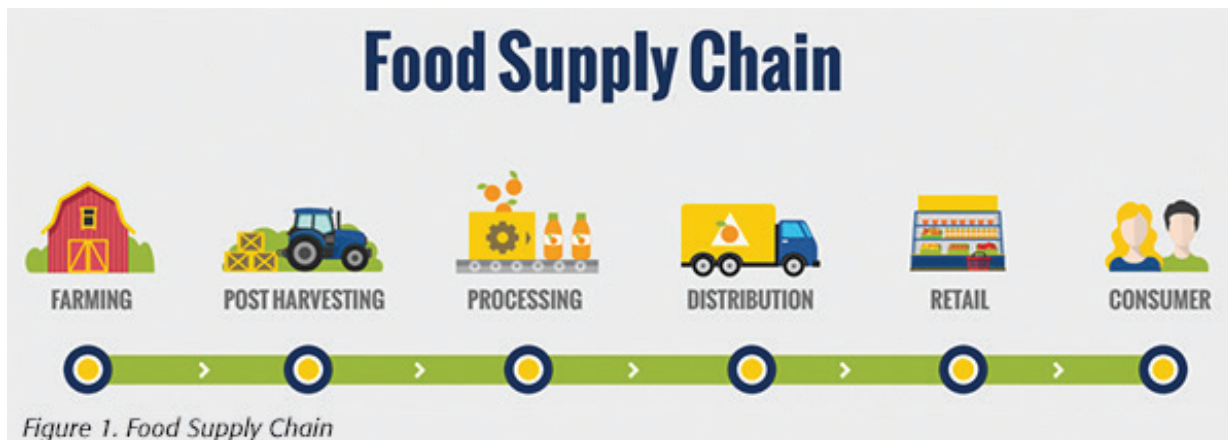 Food Supply Chain
FARMING POST HARVESTING PROCESSING DISTRIBUTION RETAIL CONSUMER
Figure 1. Food Supply Chain